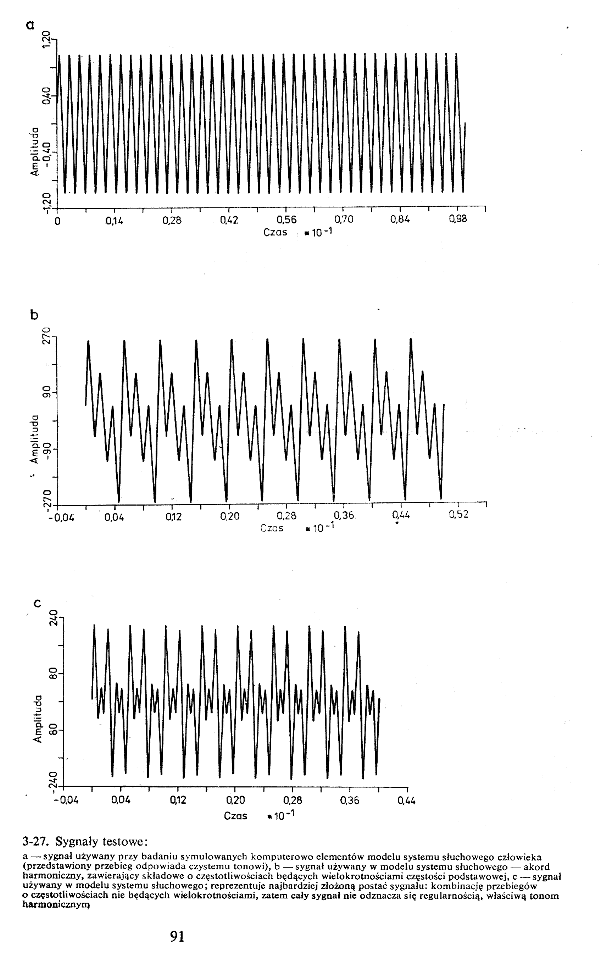 a
1,20
0,40
-0,40
-1,20
Amplituda
0 0,14 0,28 0,42 0,56 0,70 0,84 0,98
Czas ∗10⁻¹
b
270
90
-90
-270
Amplituda
-0,04 0,04 0,12 0,20 0,28 0,36 0,44 0,52
Czas ∗10⁻¹
c
240
80
60
-240
Amplituda
-0,04 0,04 0,12 0,20 0,28 0,36 0,44
Czas ∗10⁻¹
3-27. Sygnały testowe:
a — sygnał używany przy badaniu symulowanych komputerowo elementów modelu systemu słuchowego człowieka
(przedstawiony przebieg odpowiada czystemu tonowi), b — sygnał używany w modelu systemu słuchowego — akord
harmoniczny, zawierający składowe o częstotliwościach będących wielokrotnościami częstości podstawowej, c — sygnał
używany w modelu systemu słuchowego; reprezentuje najbardziej złożoną postać sygnału: kombinację przebiegów
o częstotliwościach nie będących wielokrotnościami, zatem cały sygnał nie odznacza się regularnością, właściwą tonom
harmonicznym
91